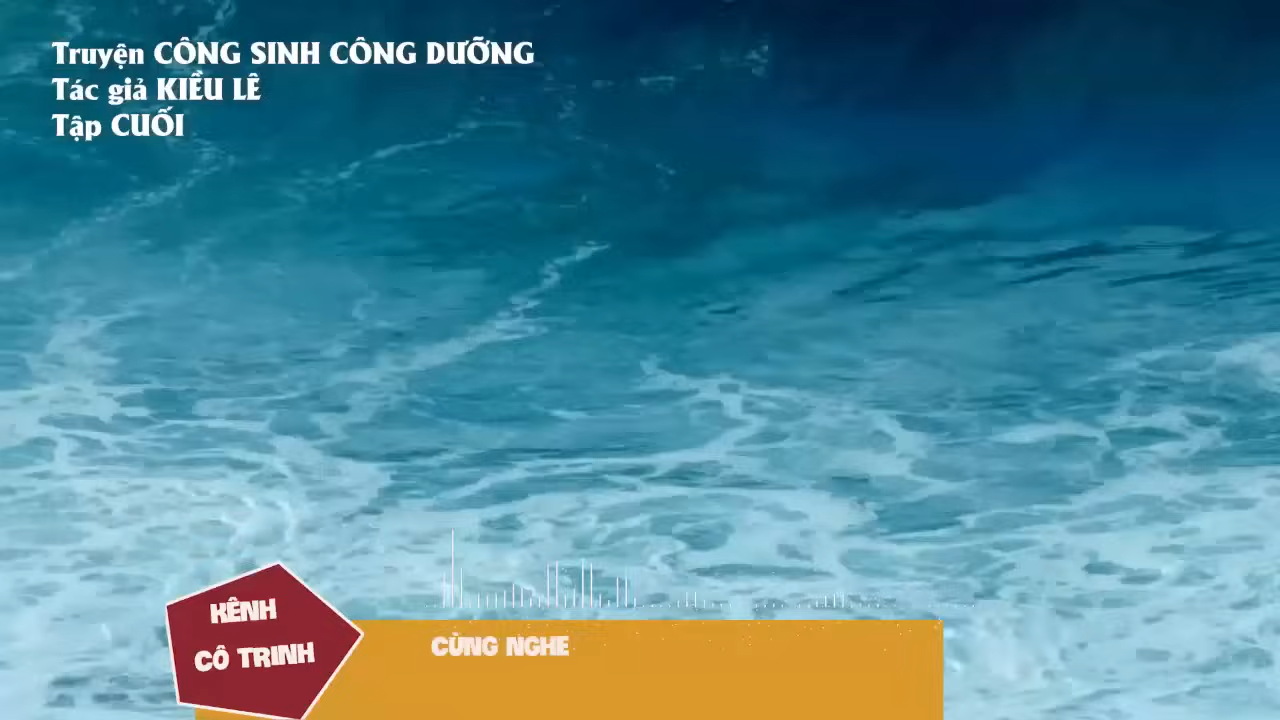 Truyện CÔNG SINH CÔNG DƯỠNG
Tác giả KIỀU LÊ
Tập CUỐI
KÊNH
CÔ TRINH
CÙNG NGHE